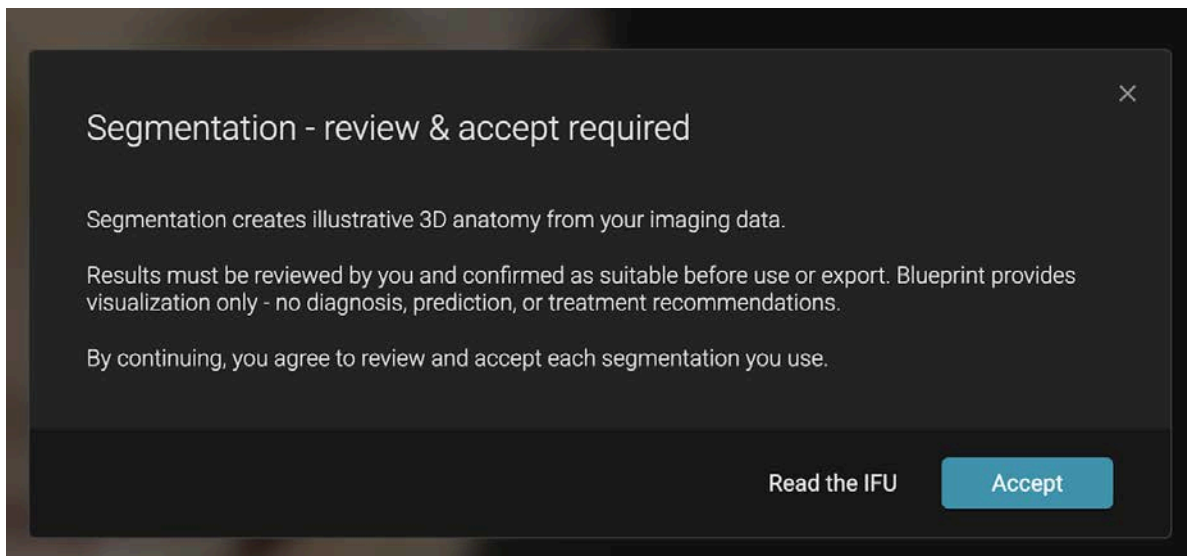 Segmentation - review & accept required
Segmentation creates illustrative 3D anatomy from your imaging data.
Results must be reviewed by you and confirmed as suitable before use or export. Blueprint provides
visualization only - no diagnosis, prediction, or treatment recommendations.
By continuing, you agree to review and accept each segmentation you use.
Read the IFU
Accept